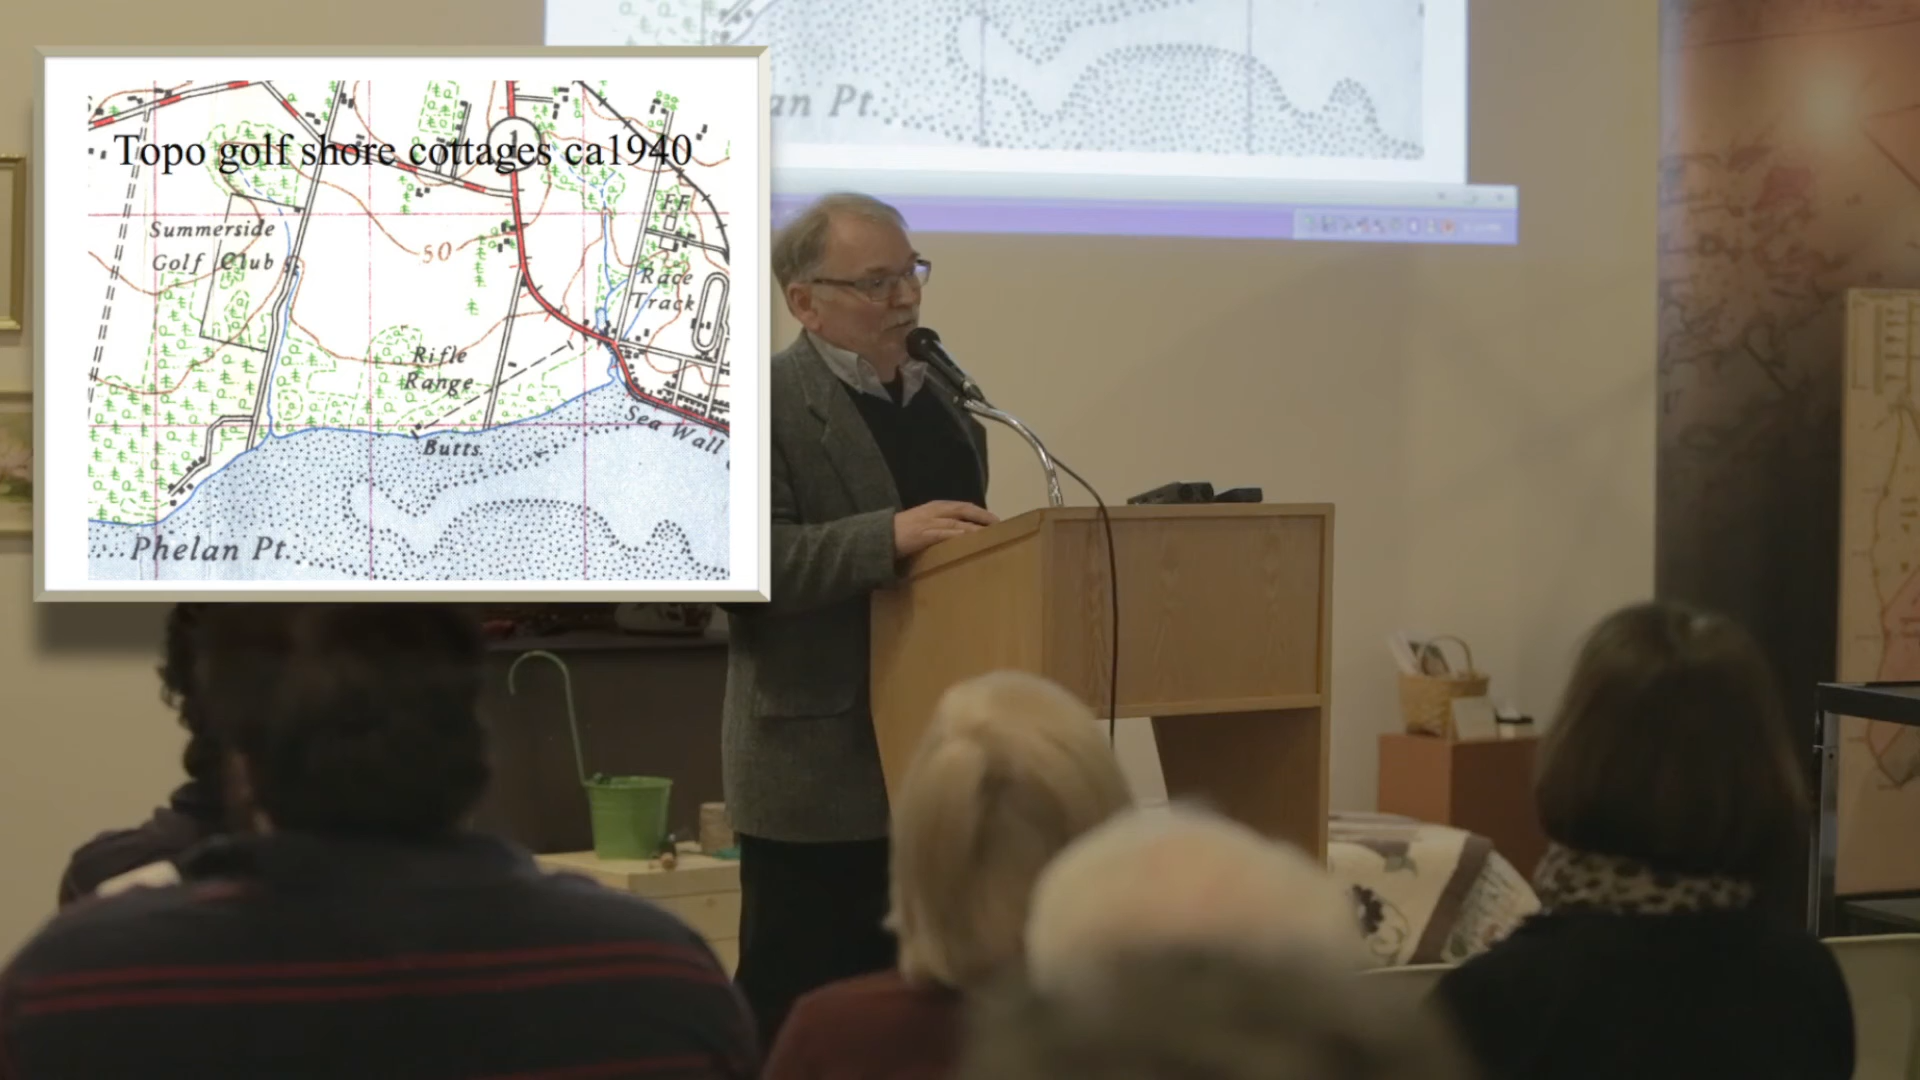 Topo golf shore cottages ca1940
Summerside
Golf Club
50
FF
Race
Track
Rifle
Range
Butts
Sea Wall
Phelan Pt.
an Pt.